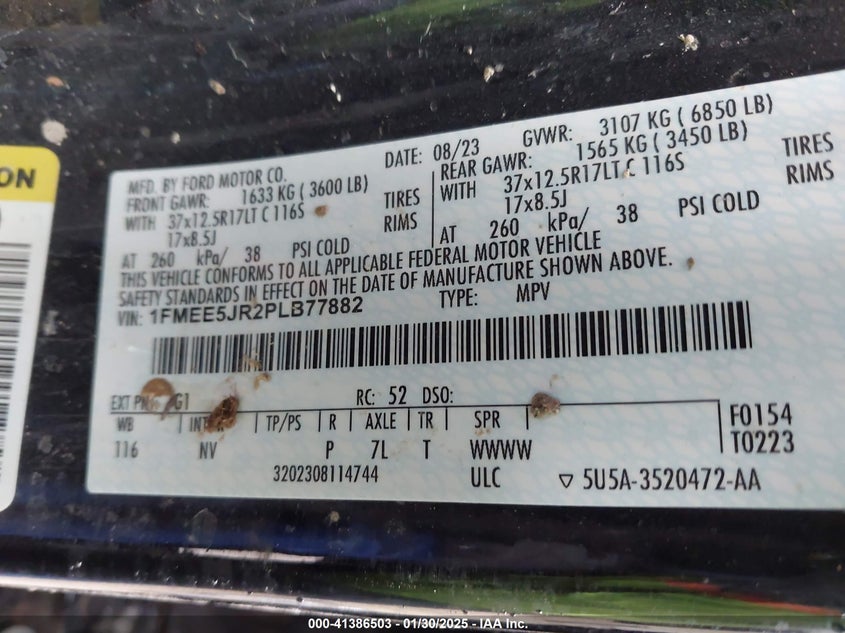 ON
MFD. BY FORD MOTOR CO.
DATE: 08/23 GVWR: 3107 KG ( 6850 LB)
FRONT GAWR: 1633 KG ( 3600 LB)
WITH 37x12.5R17LT C 116S TIRES
17x8.5J RIMS
AT 260 kPa/ 38 PSI COLD
REAR GAWR: 1565 KG ( 3450 LB)
WITH 37x12.5R17LT C 116S TIRES
17x8.5J RIMS
AT 260 kPa/ 38 PSI COLD
THIS VEHICLE CONFORMS TO ALL APPLICABLE FEDERAL MOTOR VEHICLE
SAFETY STANDARDS IN EFFECT ON THE DATE OF MANUFACTURE SHOWN ABOVE.
VIN: 1FMEE5JR2PLB77882 TYPE: MPV
EXT G1 RC: 52 DSO:
WB TP/PS R AXLE TR SPR
116 NV P 7L T WWWW
F0154
T0223
3202308114744 ULC ▽ 5U5A-3520472-AA
000-41386503 — 01/30/2025 - IAA Inc.